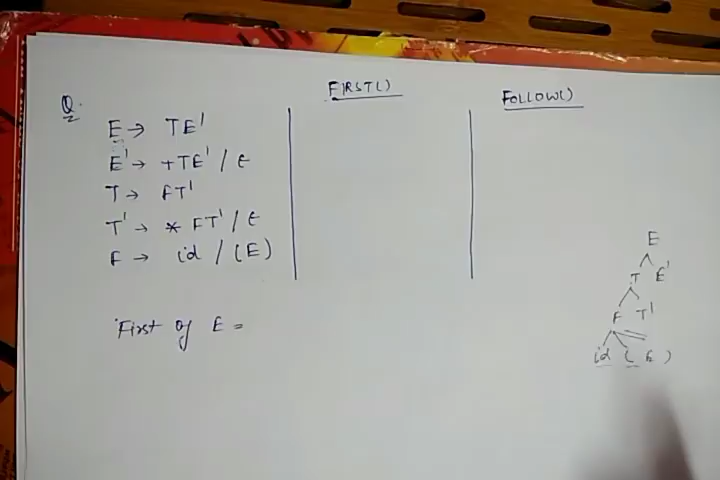 Q.
FIRST()
FOLLOW()
E → TE'
E' → +TE' / ϵ
T → FT'
T' → * FT' / ϵ
F → id / (E)
First of E =
E
T E'
F T'
id ( E )